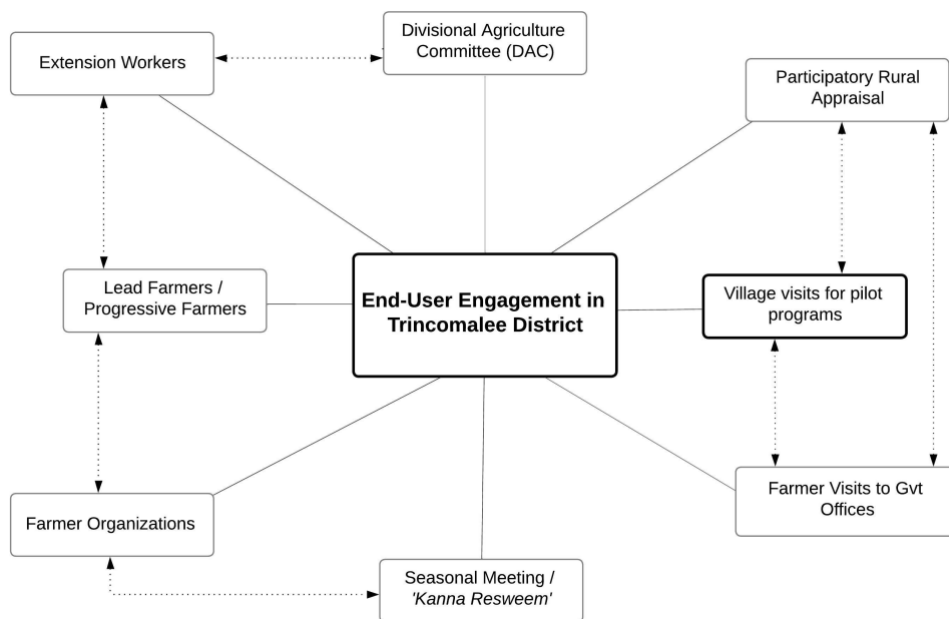 Divisional Agriculture
Committee (DAC)
Extension Workers
Participatory Rural
Appraisal
Lead Farmers /
Progressive Farmers
End-User Engagement in
Trincomalee District
Village visits for pilot
programs
Farmer Organizations
Farmer Visits to Gvt
Offices
Seasonal Meeting /
'Kanna Resweem'